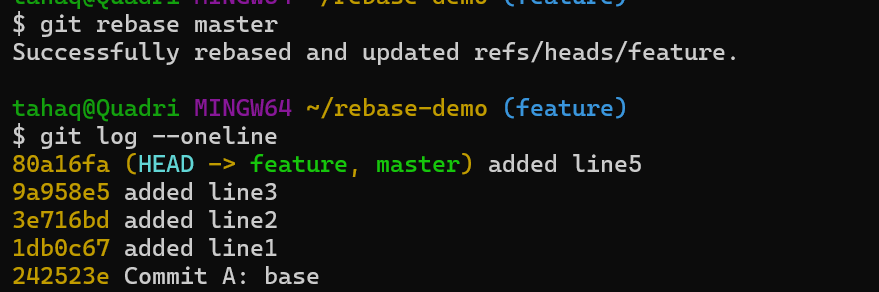 tahaq@Quadri MINGW64 ~/rebase-demo (feature)
$ git rebase master
Successfully rebased and updated refs/heads/feature.
tahaq@Quadri MINGW64 ~/rebase-demo (feature)
$ git log --oneline
80a16fa (HEAD -> feature, master) added line5
9a958e5 added line3
3e716bd added line2
1db0c67 added line1
242523e Commit A: base